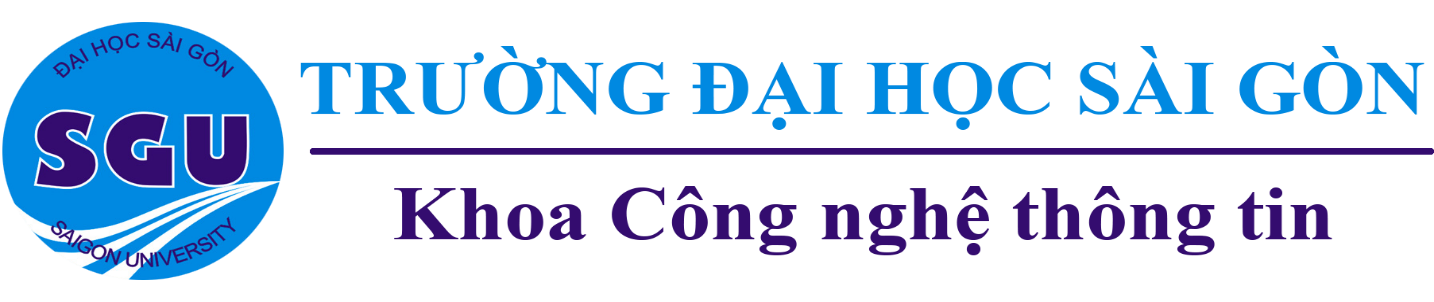 ĐẠI HỌC SÀI GÒN
SGU
SAIGON UNIVERSITY
TRƯỜNG ĐẠI HỌC SÀI GÒN
Khoa Công nghệ thông tin